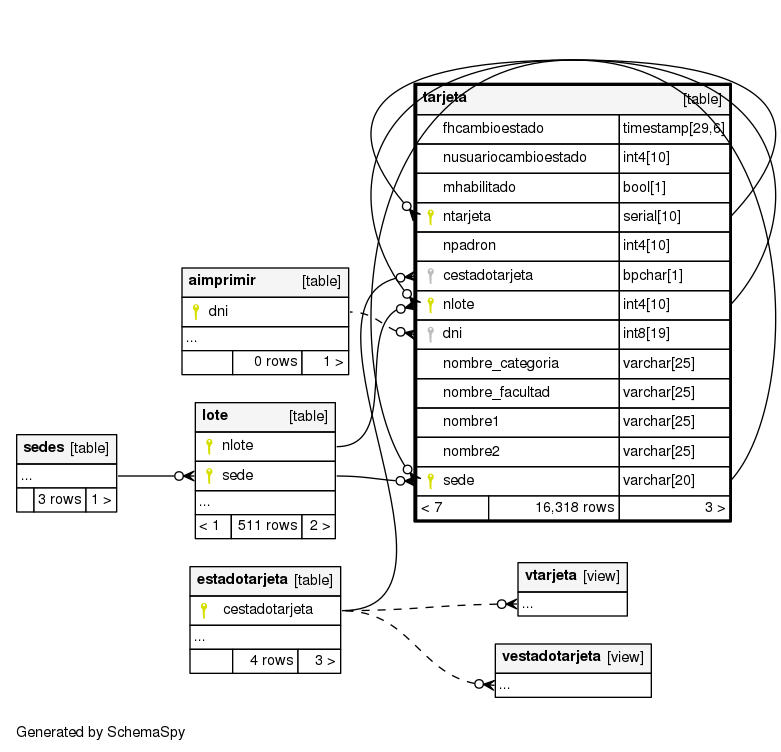 tarjeta [table]
fhcambioestado timestamp[29,6]
nusuariocambioestado int4[10]
mhabilitado bool[1]
ntarjeta serial[10]
npadron int4[10]
cestadotarjeta bpchar[1]
nlote int4[10]
dni int8[19]
nombre_categoria varchar[25]
nombre_facultad varchar[25]
nombre1 varchar[25]
nombre2 varchar[25]
sede varchar[20]
< 7 16,318 rows 3 >
aimprimir [table]
dni
...
0 rows 1 >
lote [table]
nlote
sede
...
< 1 511 rows 2 >
sedes [table]
...
3 rows 1 >
estadotarjeta [table]
cestadotarjeta
...
4 rows 3 >
vtarjeta [view]
...
vestadotarjeta [view]
...
Generated by SchemaSpy